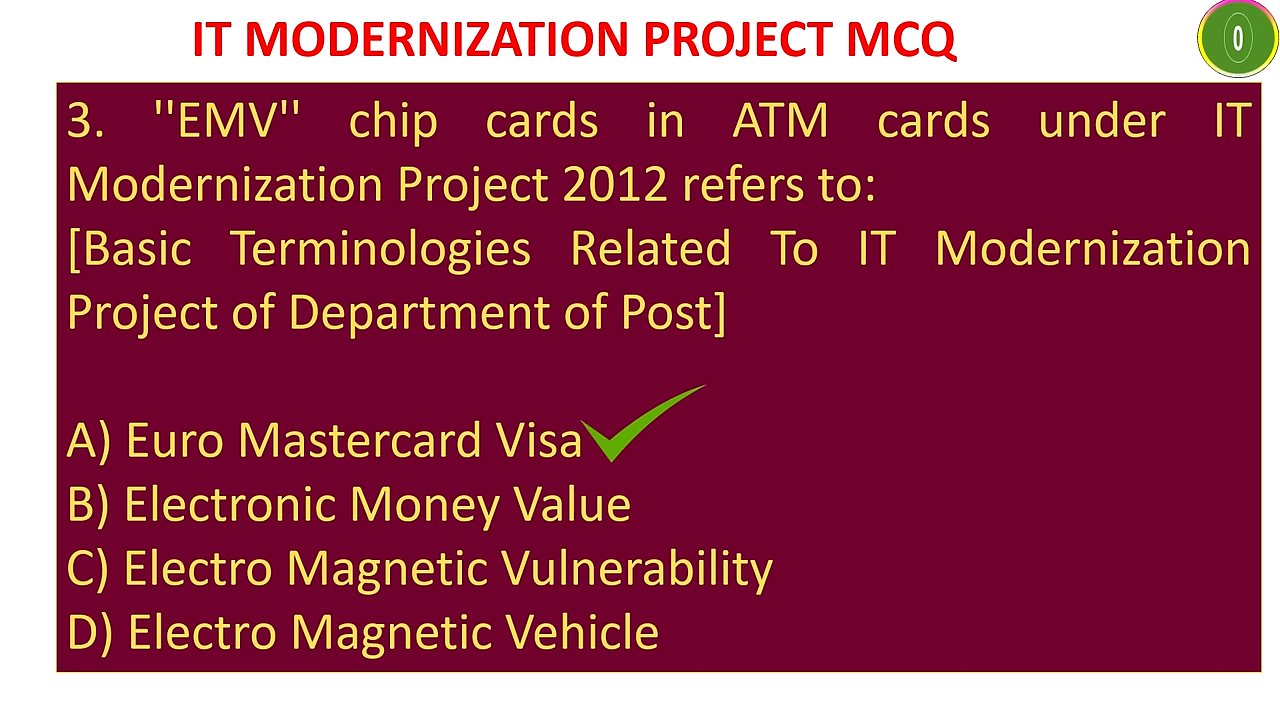 IT MODERNIZATION PROJECT MCQ
0
3. "EMV" chip cards in ATM cards under IT
Modernization Project 2012 refers to:
[Basic Terminologies Related To IT Modernization
Project of Department of Post]
A) Euro Mastercard Visa
B) Electronic Money Value
C) Electro Magnetic Vulnerability
D) Electro Magnetic Vehicle